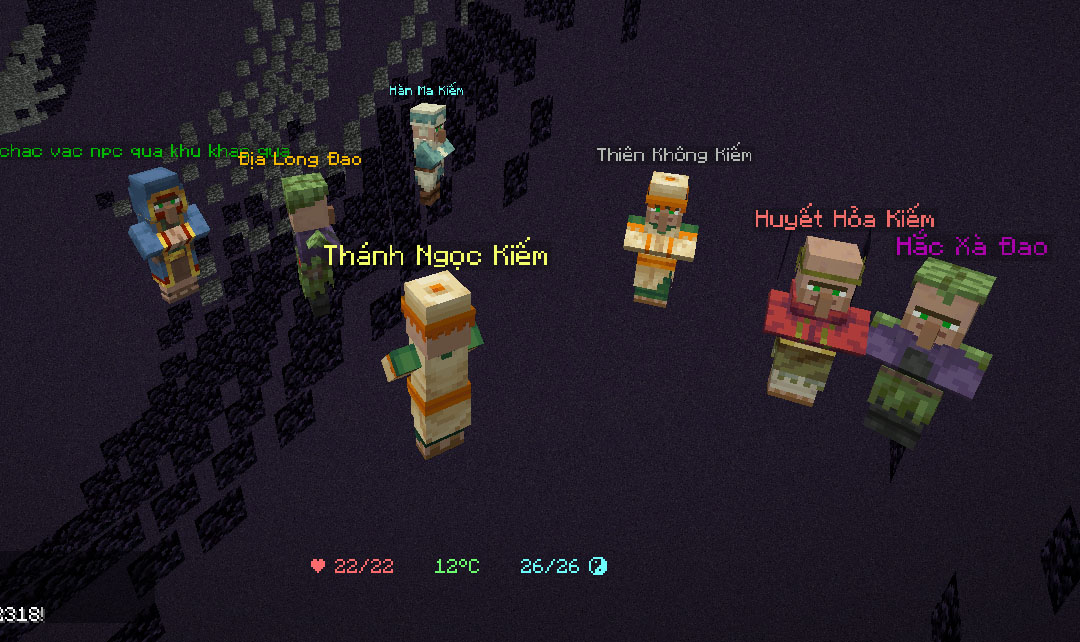 Hàn Ma Kiếm
chac vac npc qua khu khac qua
Địa Long Đao
Thiên Không Kiếm
Huyết Hỏa Kiếm
Hắc Xà Đao
Thánh Ngọc Kiếm
22/22
12°C
26/26
2318!